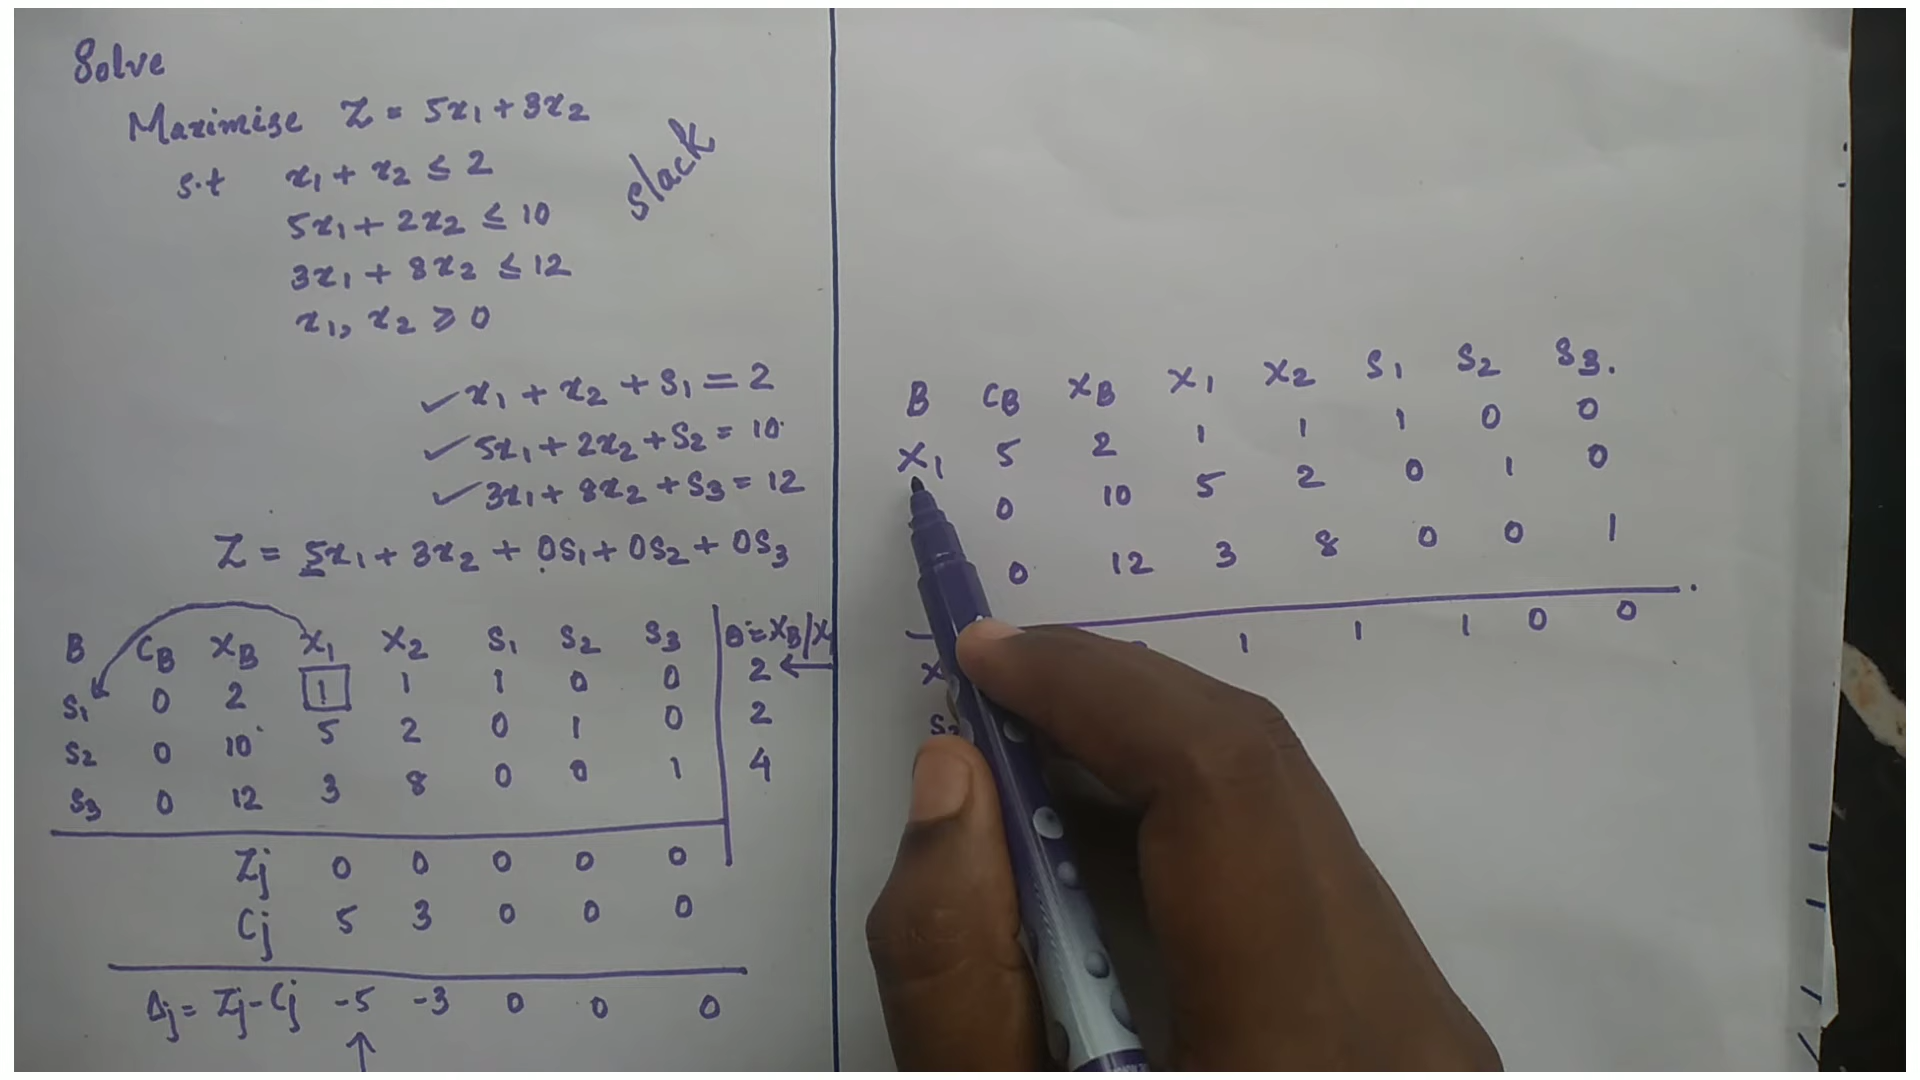 Solve
Maximise Z = 5x1 + 3x2
s.t x1 + x2 ≤ 2
slack
5x1 + 2x2 ≤ 10
3x1 + 8x2 ≤ 12
x1, x2 ≥ 0
✓ x1 + x2 + S1 = 2
✓ 5x1 + 2x2 + S2 = 10
✓ 3x1 + 8x2 + S3 = 12
Z = 5x1 + 3x2 + 0S1 + 0S2 + 0S3
B CB XB X1 X2 S1 S2 S3 θ = XB/X1
S1 0 2 1 1 1 0 0 2 ←
S2 0 10 5 2 0 1 0 2
S3 0 12 3 8 0 0 1 4
Zj 0 0 0 0 0
Cj 5 3 0 0 0
Δj = Zj - Cj -5 -3 0 0 0
↑
B CB XB X1 X2 S1 S2 S3.
X1 5 2 1 1 1 0 0
0 10 5 2 0 1 0
0 12 3 8 0 0 1
1 1 1 0 0
S2